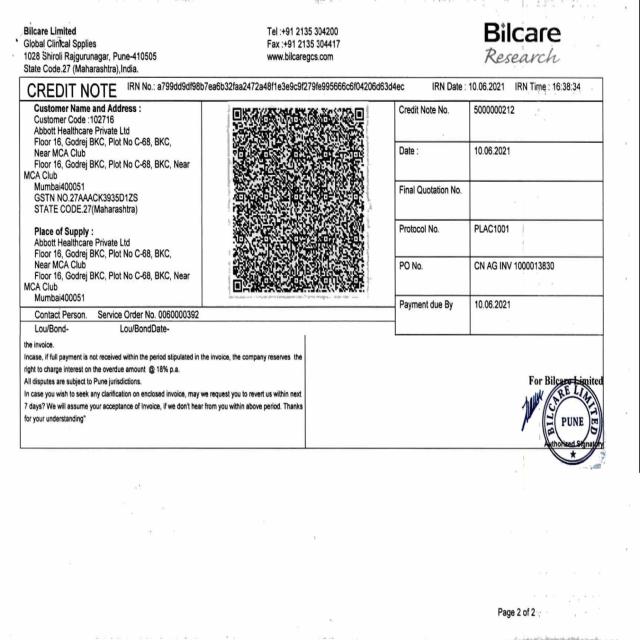 Bilcare Limited
Global Clinical Spplies
1028 Shiroli Rajgurunagar, Pune-410505
State Code.27 (Maharashtra),India.
Tel :+91 2135 304200
Fax :+91 2135 304417
www.bilcaregcs.com
Bilcare
Research
CREDIT NOTE
IRN No.: a799dd9df98b7ea6b32faa2472a48f1e3e9c9f279fe995666c6f04206d63d4ec
IRN Date : 10.06.2021 IRN Time : 16:38:34
Customer Name and Address :
Customer Code :102716
Abbott Healthcare Private Ltd
Floor 16, Godrej BKC, Plot No C-68, BKC,
Near MCA Club
Floor 16, Godrej BKC, Plot No C-68, BKC, Near
MCA Club
Mumbai400051
GSTN NO.27AAACK3935D1ZS
STATE CODE.27(Maharashtra)
Place of Supply :
Abbott Healthcare Private Ltd
Floor 16, Godrej BKC, Plot No C-68, BKC,
Near MCA Club
Floor 16, Godrej BKC, Plot No C-68, BKC, Near
MCA Club
Mumbai400051
Credit Note No. 5000000212
Date : 10.06.2021
Final Quotation No.
Protocol No. PLAC1001
PO No. CN AG INV 1000013830
Payment due By 10.06.2021
Contact Person. Service Order No. 0060000392
Lou/Bond- Lou/BondDate-
the invoice.
Incase, if full payment is not received within the period stipulated in the invoice, the company reserves the
right to charge interest on the overdue amount @ 18% p.a.
All disputes are subject to Pune jurisdictions.
In case you wish to seek any clarification on enclosed invoice, may we request you to revert us within next
7 days? We will assume your acceptance of Invoice, if we don't hear from you within above period. Thanks
for your understanding"
For Bilcare Limited
BILCARE LIMITED
PUNE
Authorized Signatory
Page 2 of 2